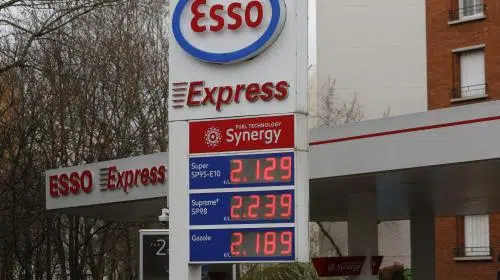 Esso
Express
FUEL TECHNOLOGY
Synergy
Super
SP95-E10
€/L
2.129
Supreme+
SP98
€/L
2.239
Gazole
€/L
2.189
ESSO Express